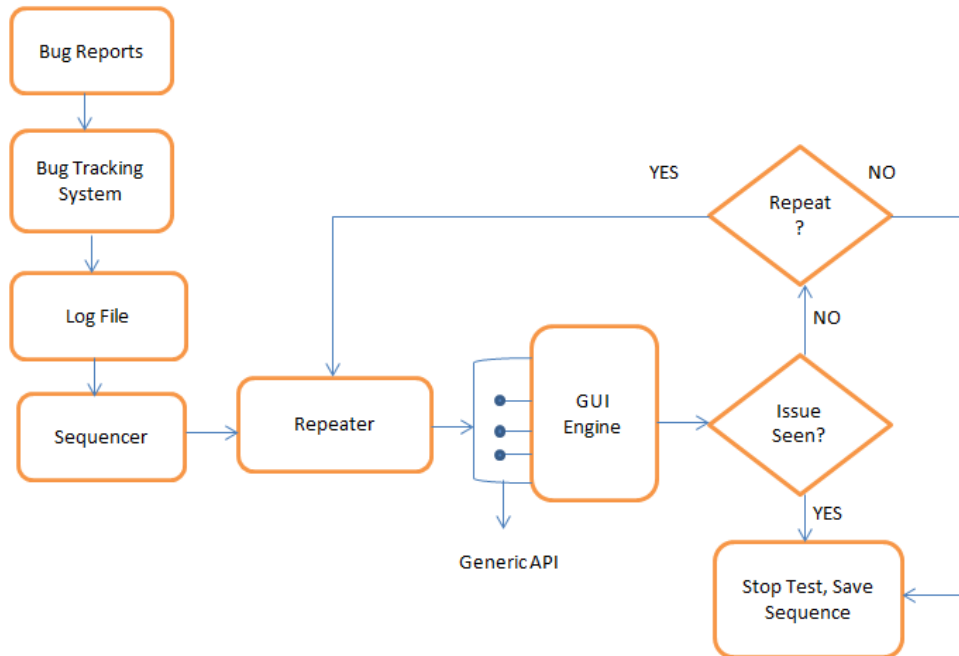 Bug Reports
Bug Tracking
System
Log File
Sequencer
Repeater
GUI
Engine
Generic API
Issue
Seen?
NO
YES
Repeat
?
YES
NO
Stop Test, Save
Sequence